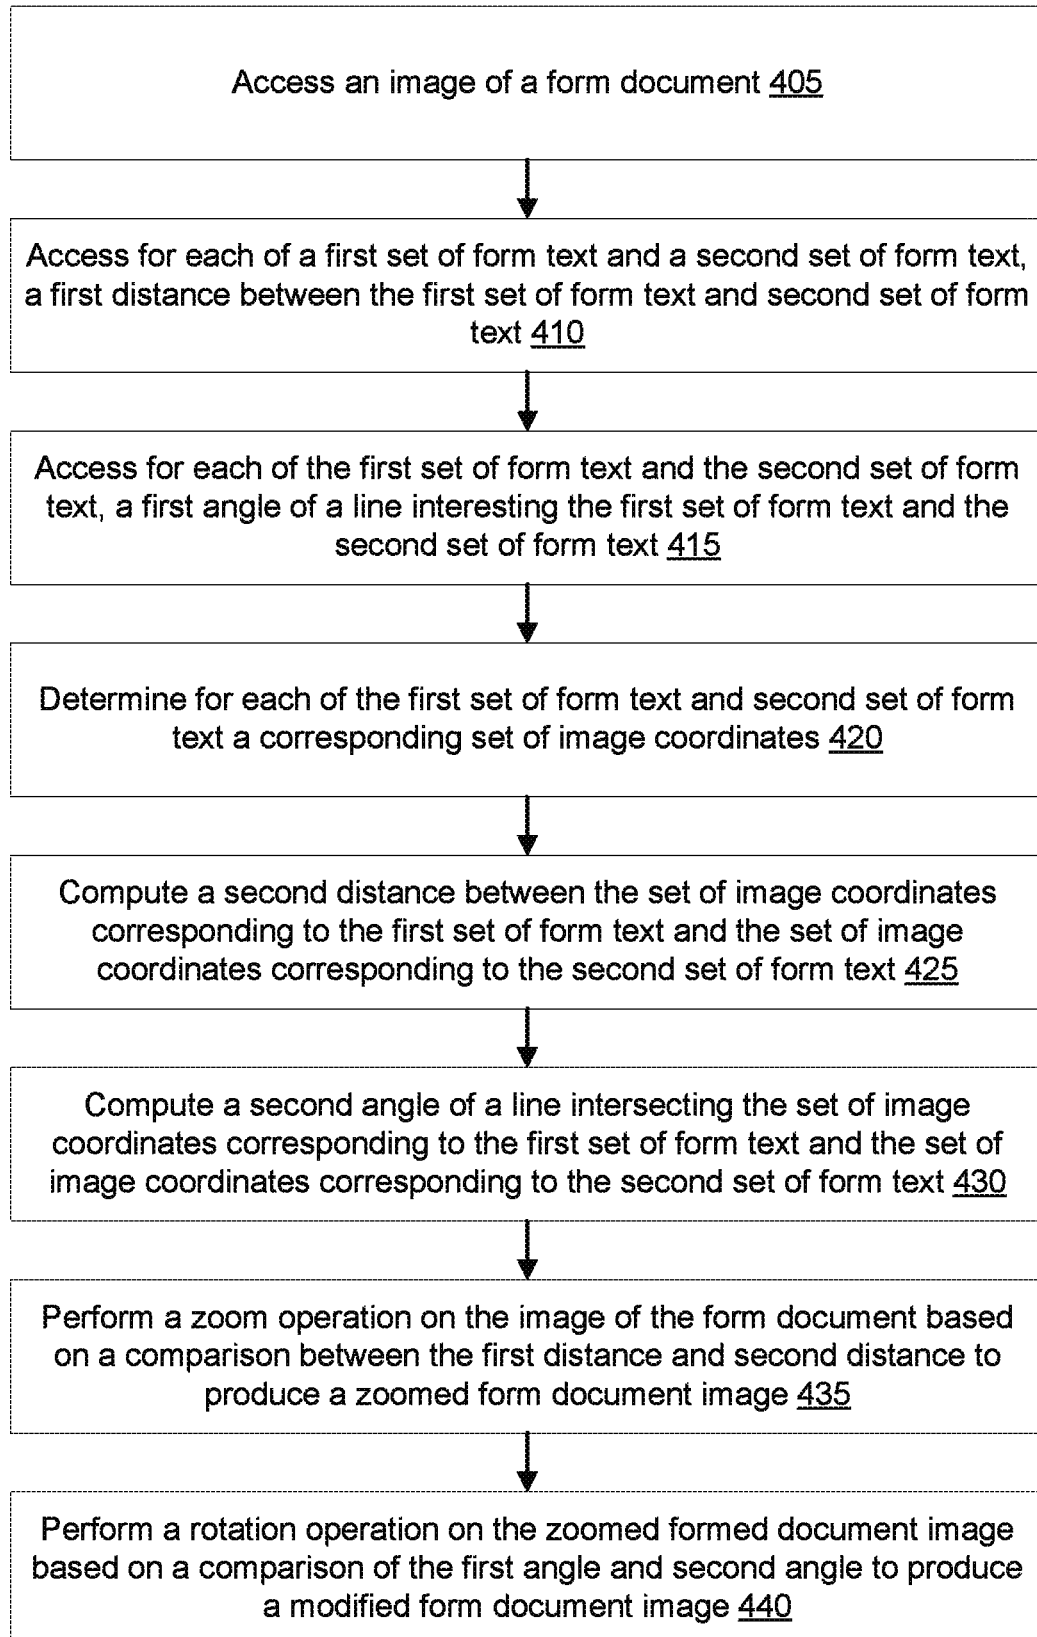 Access an image of a form document 405
Access for each of a first set of form text and a second set of form text,
a first distance between the first set of form text and second set of form
text 410
Access for each of the first set of form text and the second set of form
text, a first angle of a line interesting the first set of form text and the
second set of form text 415
Determine for each of the first set of form text and second set of form
text a corresponding set of image coordinates 420
Compute a second distance between the set of image coordinates
corresponding to the first set of form text and the set of image
coordinates corresponding to the second set of form text 425
Compute a second angle of a line intersecting the set of image
coordinates corresponding to the first set of form text and the set of
image coordinates corresponding to the second set of form text 430
Perform a zoom operation on the image of the form document based
on a comparison between the first distance and second distance to
produce a zoomed form document image 435
Perform a rotation operation on the zoomed formed document image
based on a comparison of the first angle and second angle to produce
a modified form document image 440